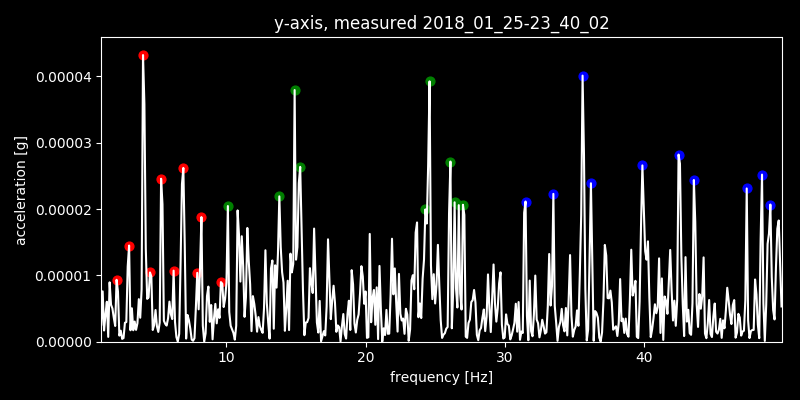 y-axis, measured 2018_01_25-23_40_02
0.00004
0.00003
0.00002
0.00001
0.00000
acceleration [g]
10 20 30 40
frequency [Hz]